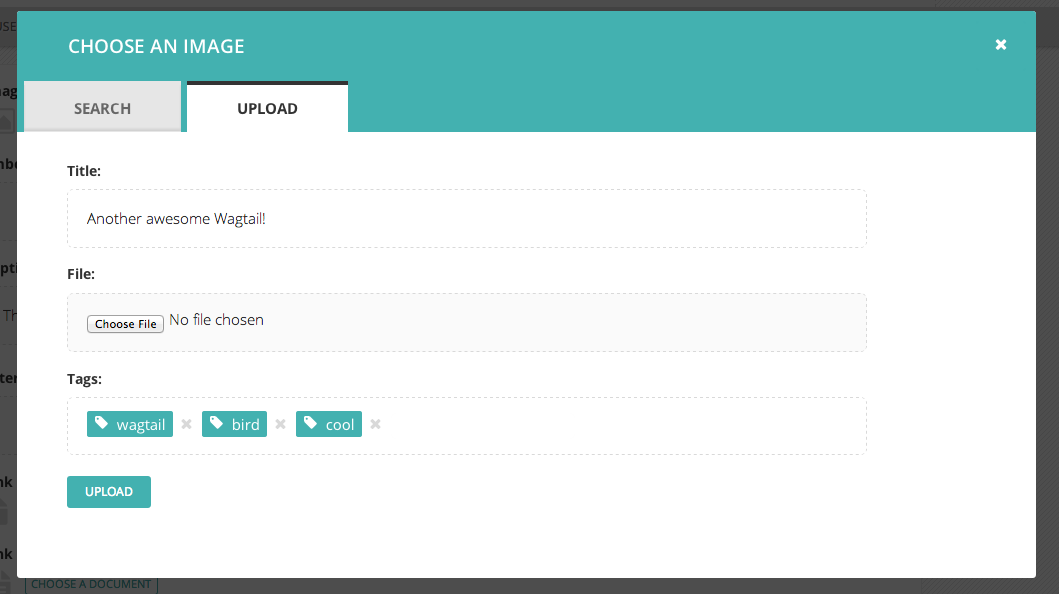 CHOOSE AN IMAGE
SEARCH
UPLOAD
Title:
Another awesome Wagtail!
File:
Choose File No file chosen
Tags:
wagtail bird cool
UPLOAD
CHOOSE A DOCUMENT